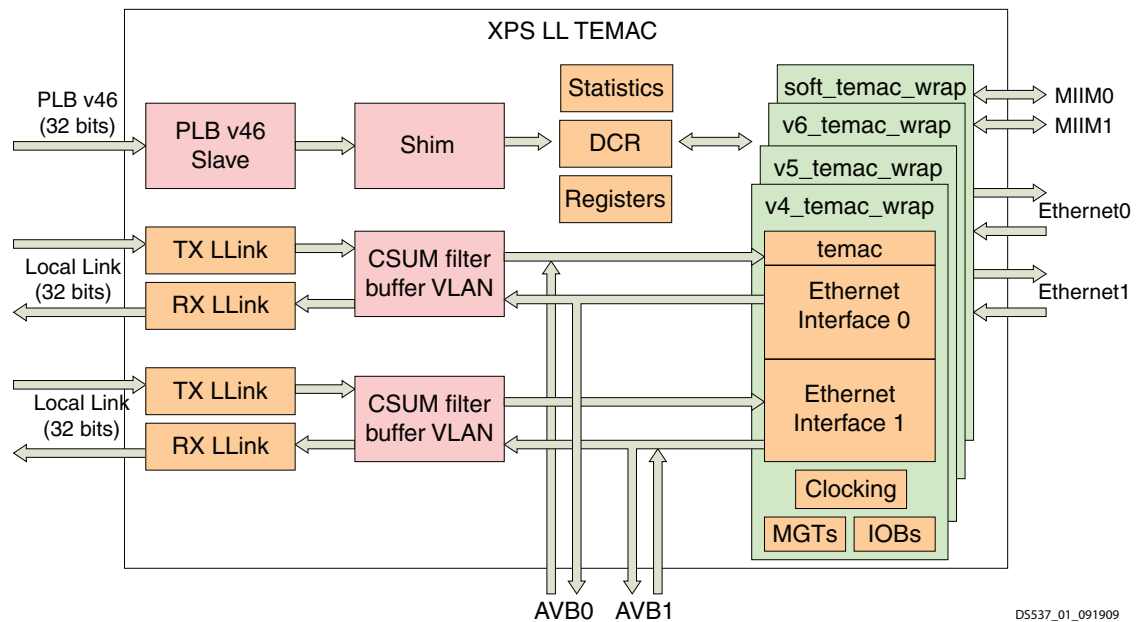 XPS LL TEMAC
PLB v46
(32 bits)
PLB v46
Slave
Shim
Statistics
DCR
Registers
soft_temac_wrap
v6_temac_wrap
v5_temac_wrap
v4_temac_wrap
MIIM0
MIIM1
Ethernet0
Ethernet1
Local Link
(32 bits)
TX LLink
RX LLink
CSUM filter
buffer VLAN
temac
Ethernet
Interface 0
Local Link
(32 bits)
TX LLink
RX LLink
CSUM filter
buffer VLAN
Ethernet
Interface 1
Clocking
MGTs
IOBs
AVB0
AVB1
DS537_01_091909